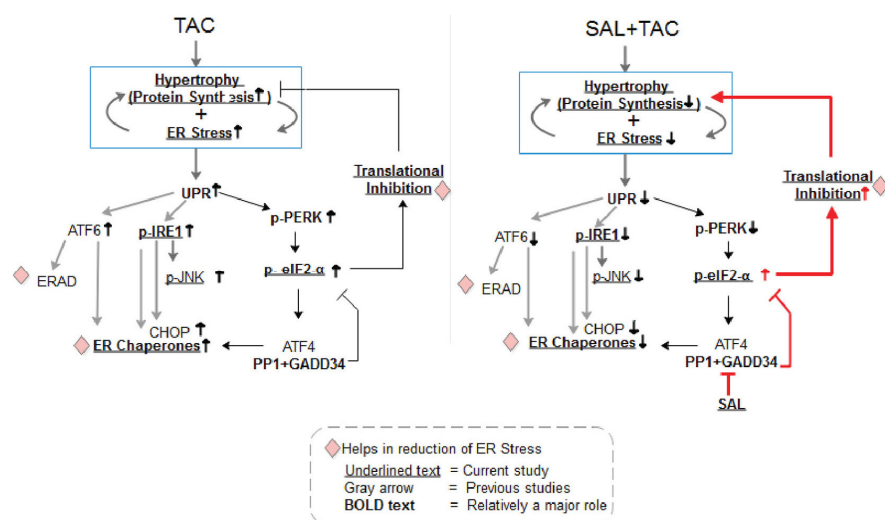 TAC
Hypertrophy
(Protein Synthesis)
+
ER Stress
Translational
Inhibition
UPR
ATF6
p-IRE1
p-PERK
ERAD
p-JNK
p-eIF2-α
CHOP
ER Chaperones
ATF4
PP1+GADD34
SAL+TAC
Hypertrophy
(Protein Synthesis)
+
ER Stress
Translational
Inhibition
UPR
ATF6
p-IRE1
p-PERK
ERAD
p-JNK
p-eIF2-α
CHOP
ER Chaperones
ATF4
PP1+GADD34
SAL
Helps in reduction of ER Stress
Underlined text = Current study
Gray arrow = Previous studies
BOLD text = Relatively a major role